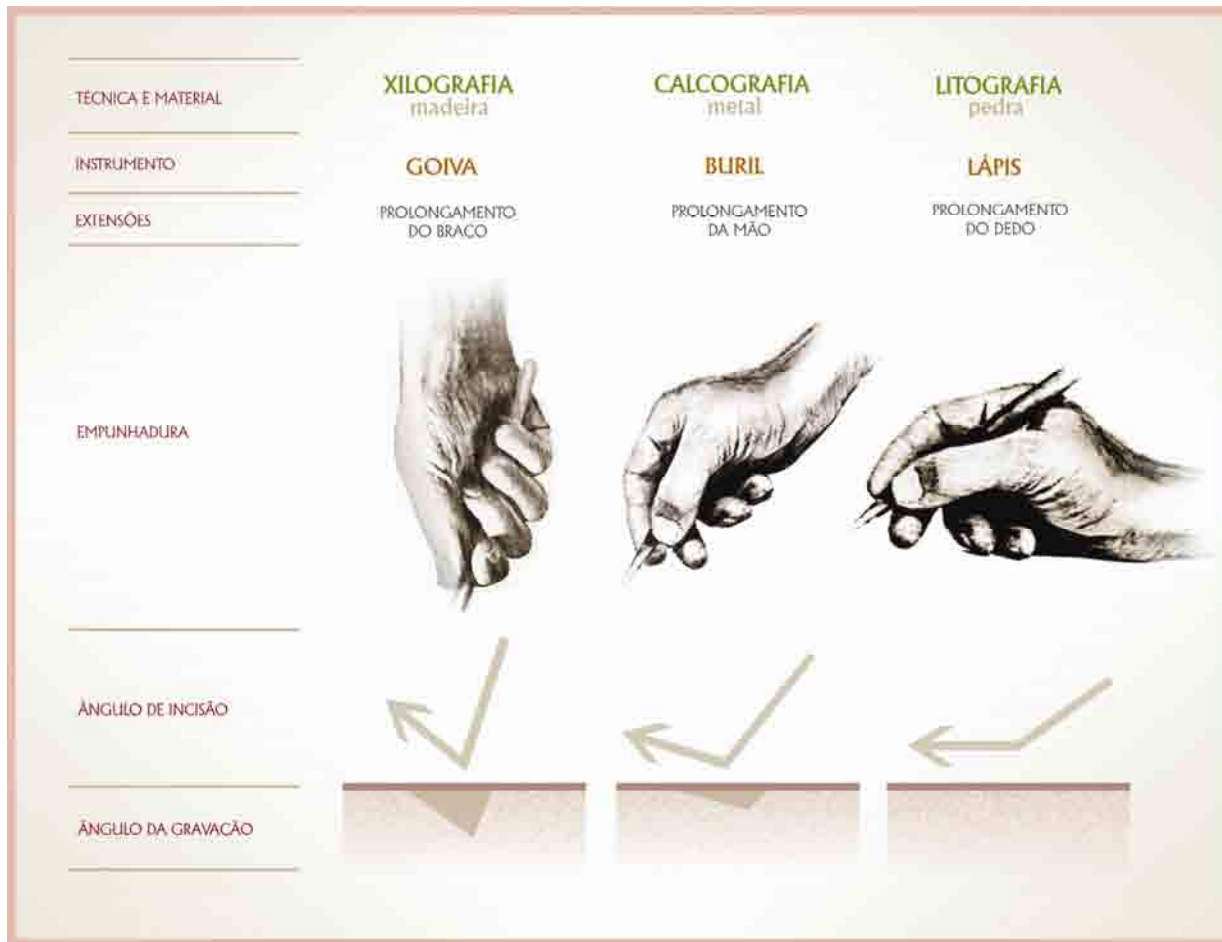 TÉCNICA E MATERIAL
XILOGRAFIA
madeira
CALCOGRAFIA
metal
LITOGRAFIA
pedra
INSTRUMENTO
GOIVA
BURIL
LÁPIS
EXTENSÕES
PROLONGAMENTO
DO BRAÇO
PROLONGAMENTO
DA MÃO
PROLONGAMENTO
DO DEDO
EMPUNHADURA
ÂNGULO DE INCISÃO
ÂNGULO DA GRAVAÇÃO